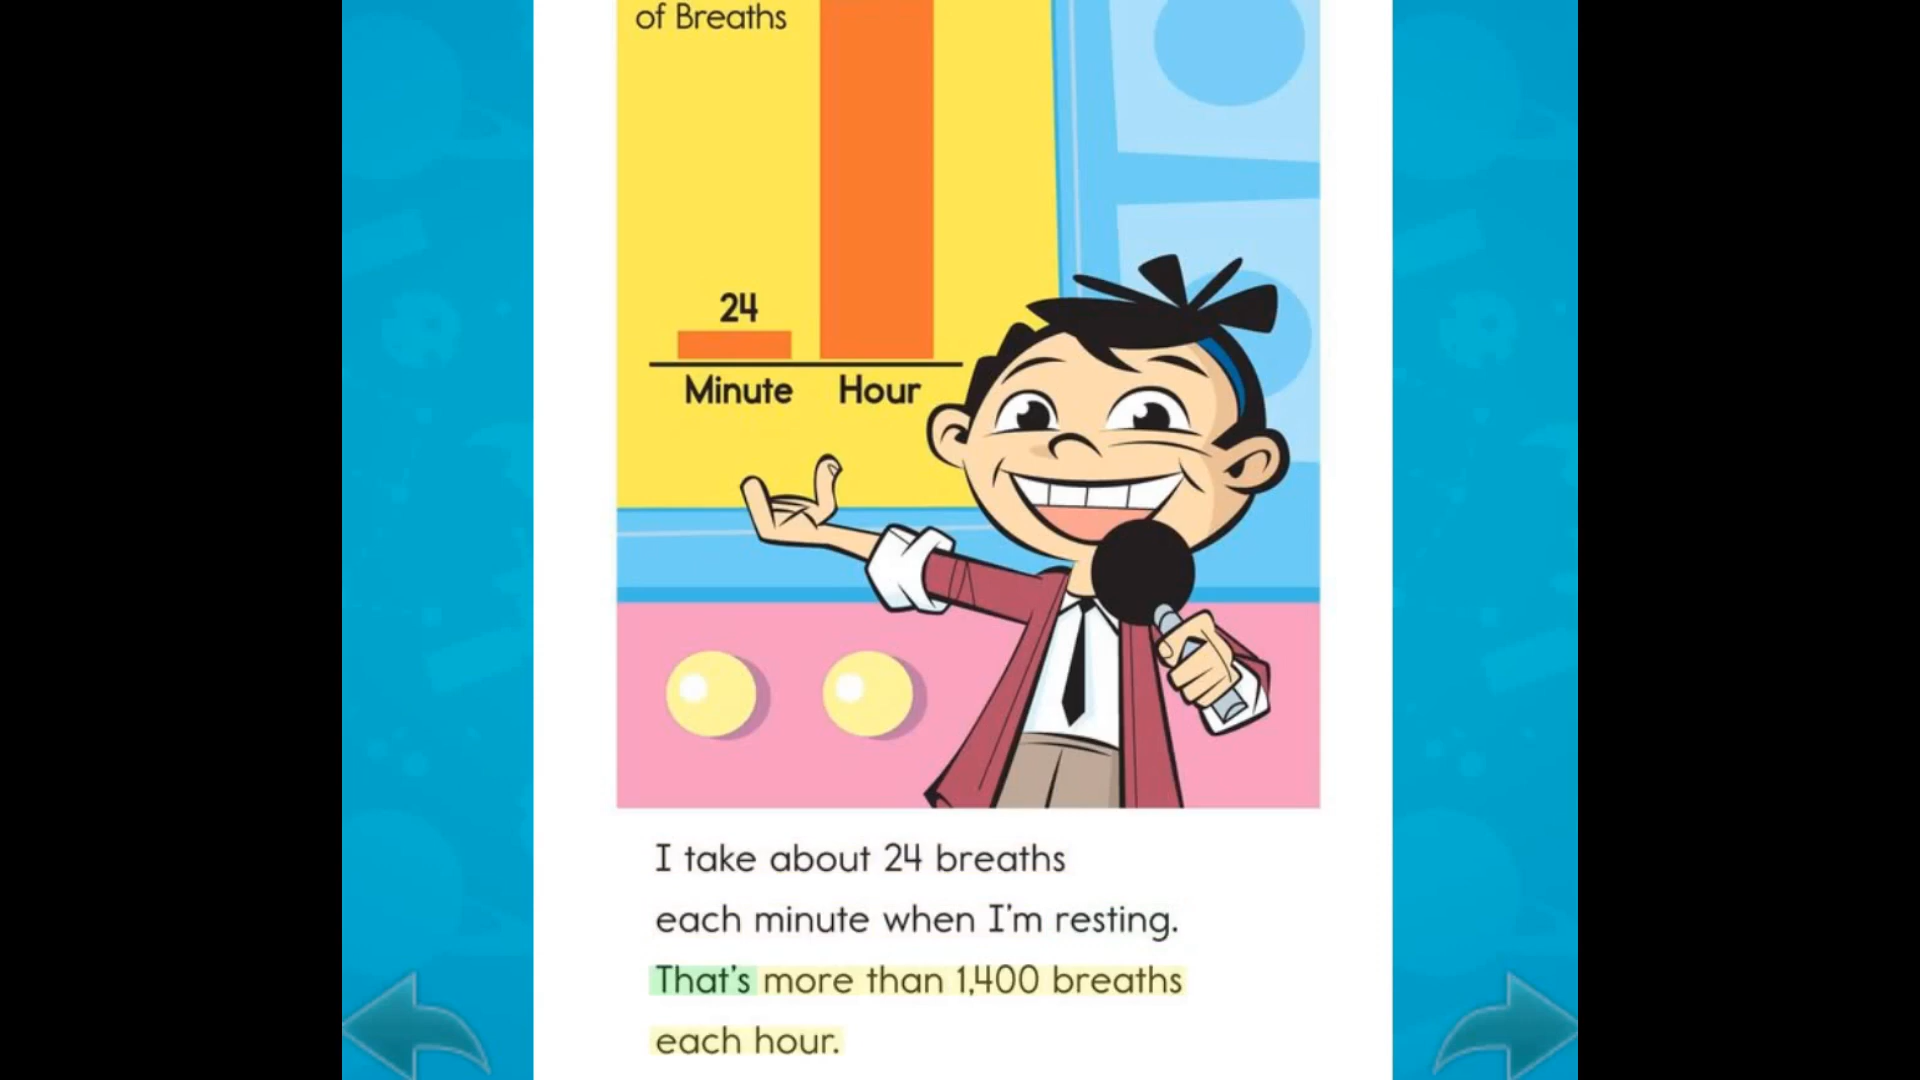 of Breaths
24
Minute Hour
I take about 24 breaths
each minute when I'm resting.
That's more than 1,400 breaths
each hour.